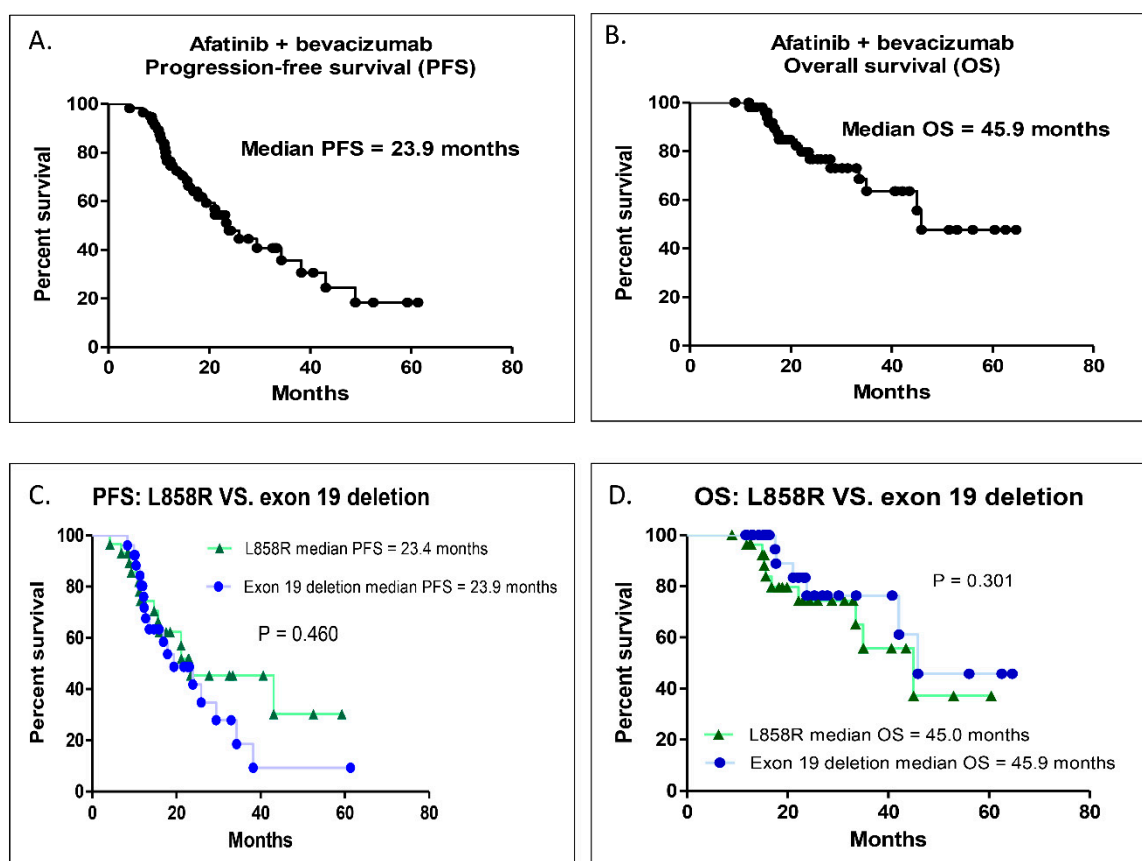 A.
Afatinib + bevacizumab
Progression-free survival (PFS)
Median PFS = 23.9 months
Percent survival
100
80
60
40
20
0
0 20 40 60 80
Months
B.
Afatinib + bevacizumab
Overall survival (OS)
Median OS = 45.9 months
Percent survival
100
80
60
40
20
0
0 20 40 60 80
Months
C.
PFS: L858R VS. exon 19 deletion
L858R median PFS = 23.4 months
Exon 19 deletion median PFS = 23.9 months
P = 0.460
Percent survival
100
80
60
40
20
0
0 20 40 60 80
Months
D.
OS: L858R VS. exon 19 deletion
P = 0.301
L858R median OS = 45.0 months
Exon 19 deletion median OS = 45.9 months
Percent survival
100
80
60
40
20
0
0 20 40 60 80
Months